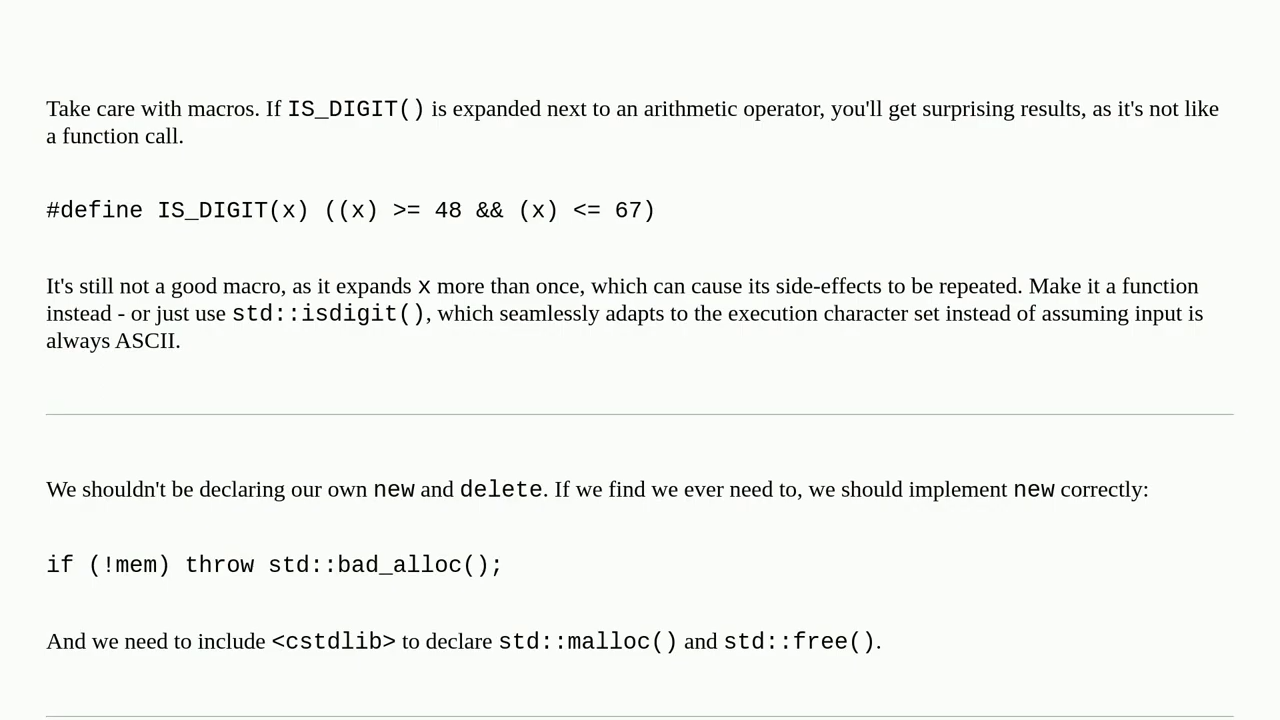 Take care with macros. If IS_DIGIT() is expanded next to an arithmetic operator, you'll get surprising results, as it's not like
a function call.
#define IS_DIGIT(x) ((x) >= 48 && (x) <= 67)
It's still not a good macro, as it expands x more than once, which can cause its side-effects to be repeated. Make it a function
instead - or just use std::isdigit(), which seamlessly adapts to the execution character set instead of assuming input is
always ASCII.
We shouldn't be declaring our own new and delete. If we find we ever need to, we should implement new correctly:
if (!mem) throw std::bad_alloc();
And we need to include <cstdlib> to declare std::malloc() and std::free().